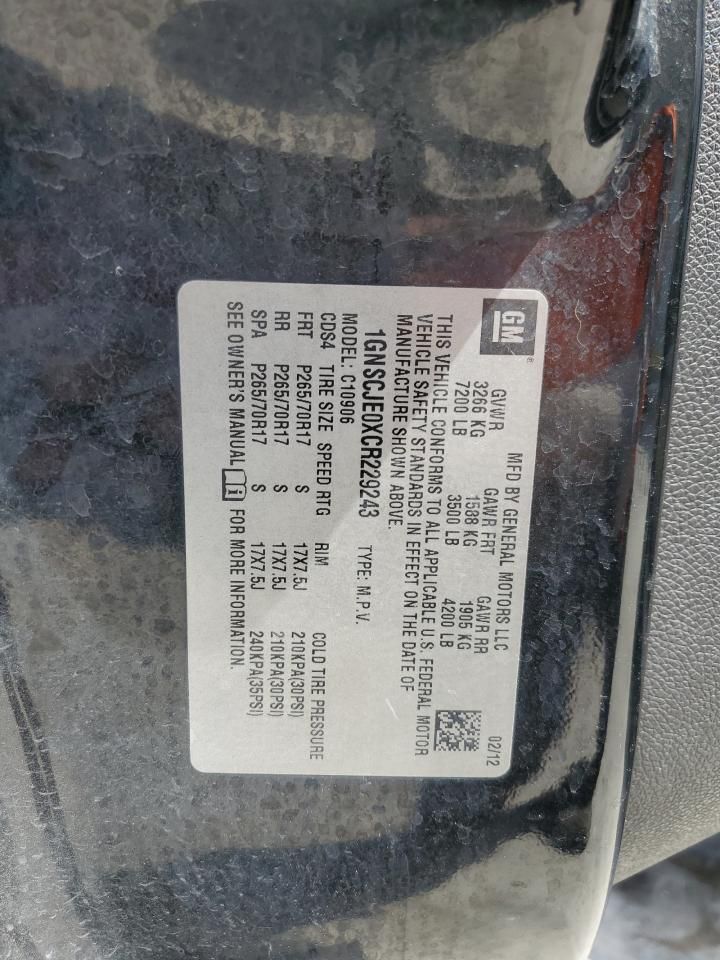 GM ®
MFD BY GENERAL MOTORS LLC 02/12
GVWR GAWR FRT GAWR RR
3266 KG 1588 KG 1905 KG
7200 LB 3500 LB 4200 LB
THIS VEHICLE CONFORMS TO ALL APPLICABLE U.S. FEDERAL MOTOR
VEHICLE SAFETY STANDARDS IN EFFECT ON THE DATE OF
MANUFACTURE SHOWN ABOVE.
1GNSCJE0XCR229243 TYPE: M.P.V.
MODEL: C10906
CDS4 TIRE SIZE SPEED RTG RIM COLD TIRE PRESSURE
FRT P265/70R17 S 17X7.5J 210KPA(30PSI)
RR P265/70R17 S 17X7.5J 210KPA(30PSI)
SPA P265/70R17 S 17X7.5J 240KPA(35PSI)
SEE OWNER'S MANUAL FOR MORE INFORMATION.